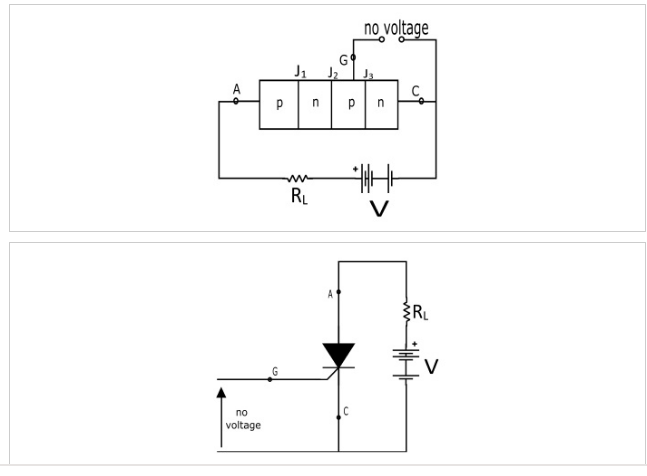 no voltage
G
J1 J2 J3
A
C
p n p n
+
RL
V
A
RL
+
V
G
C
no
voltage